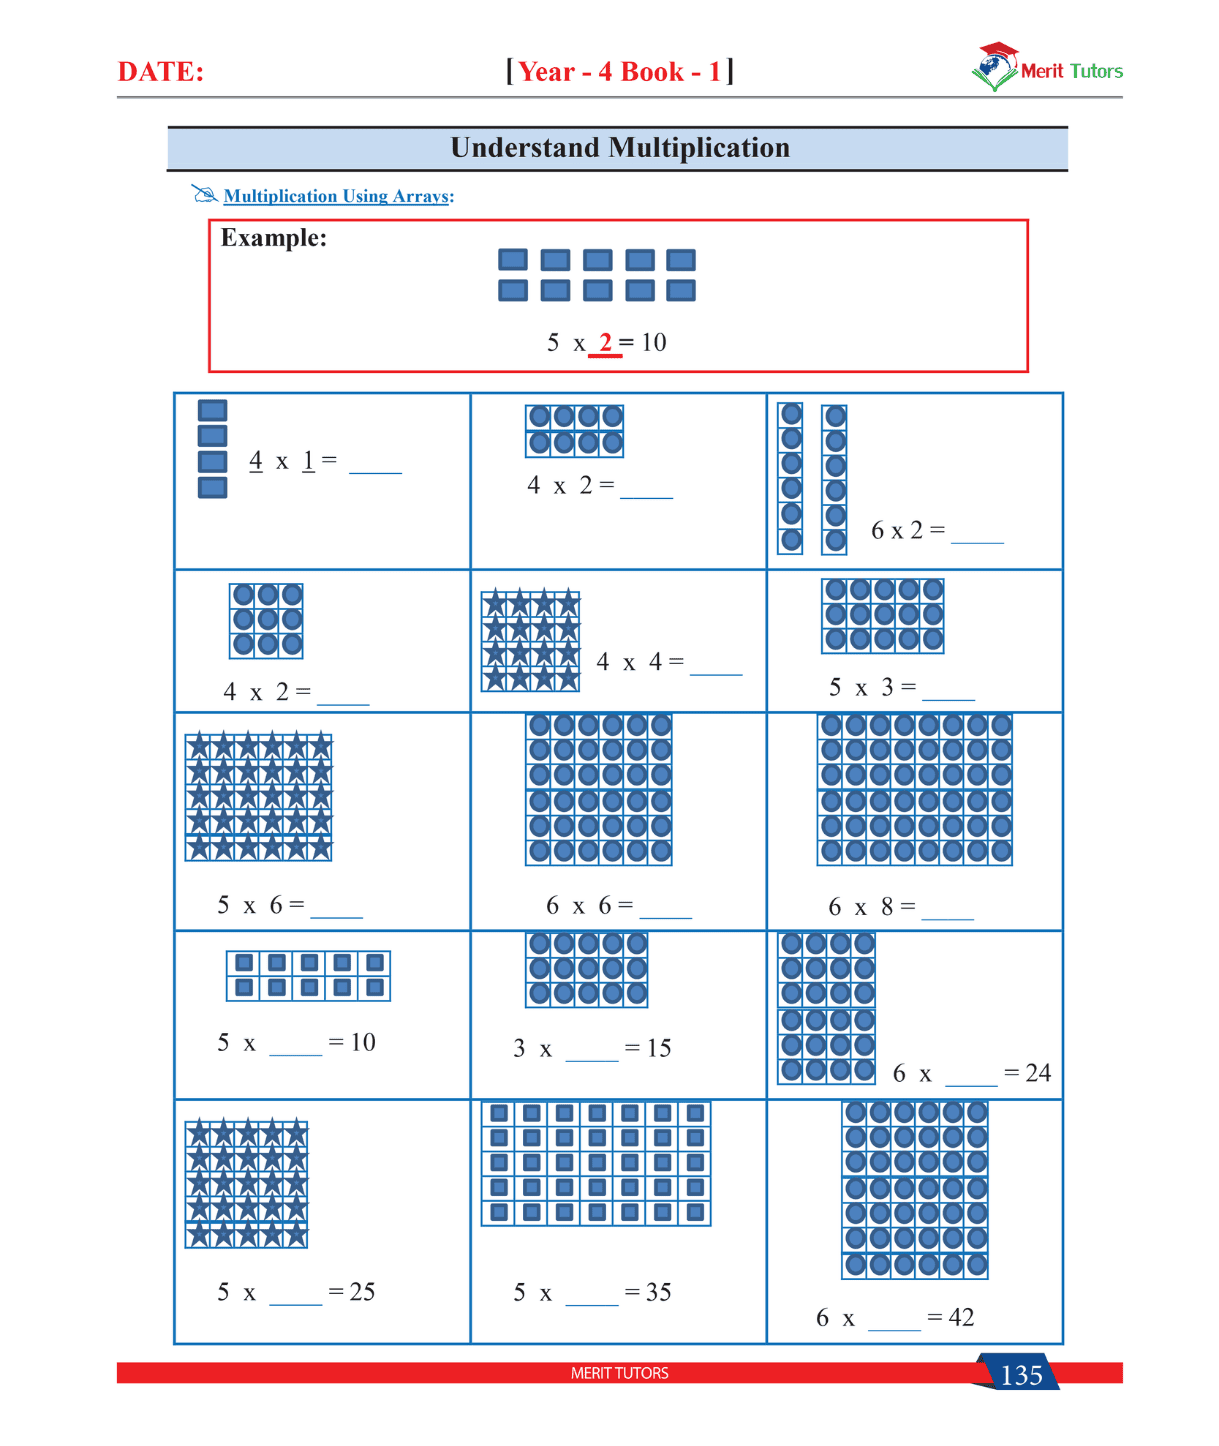 DATE:
[Year - 4 Book - 1]
Merit Tutors
Understand Multiplication
Multiplication Using Arrays:
Example:
5 x 2 = 10
4 x 1 = ____
4 x 2 = ____
6 x 2 = ____
4 x 2 = ____
4 x 4 = ____
5 x 3 = ____
5 x 6 = ____
6 x 6 = ____
6 x 8 = ____
5 x ____ = 10
3 x ____ = 15
6 x ____ = 24
5 x ____ = 25
5 x ____ = 35
6 x ____ = 42
MERIT TUTORS
135